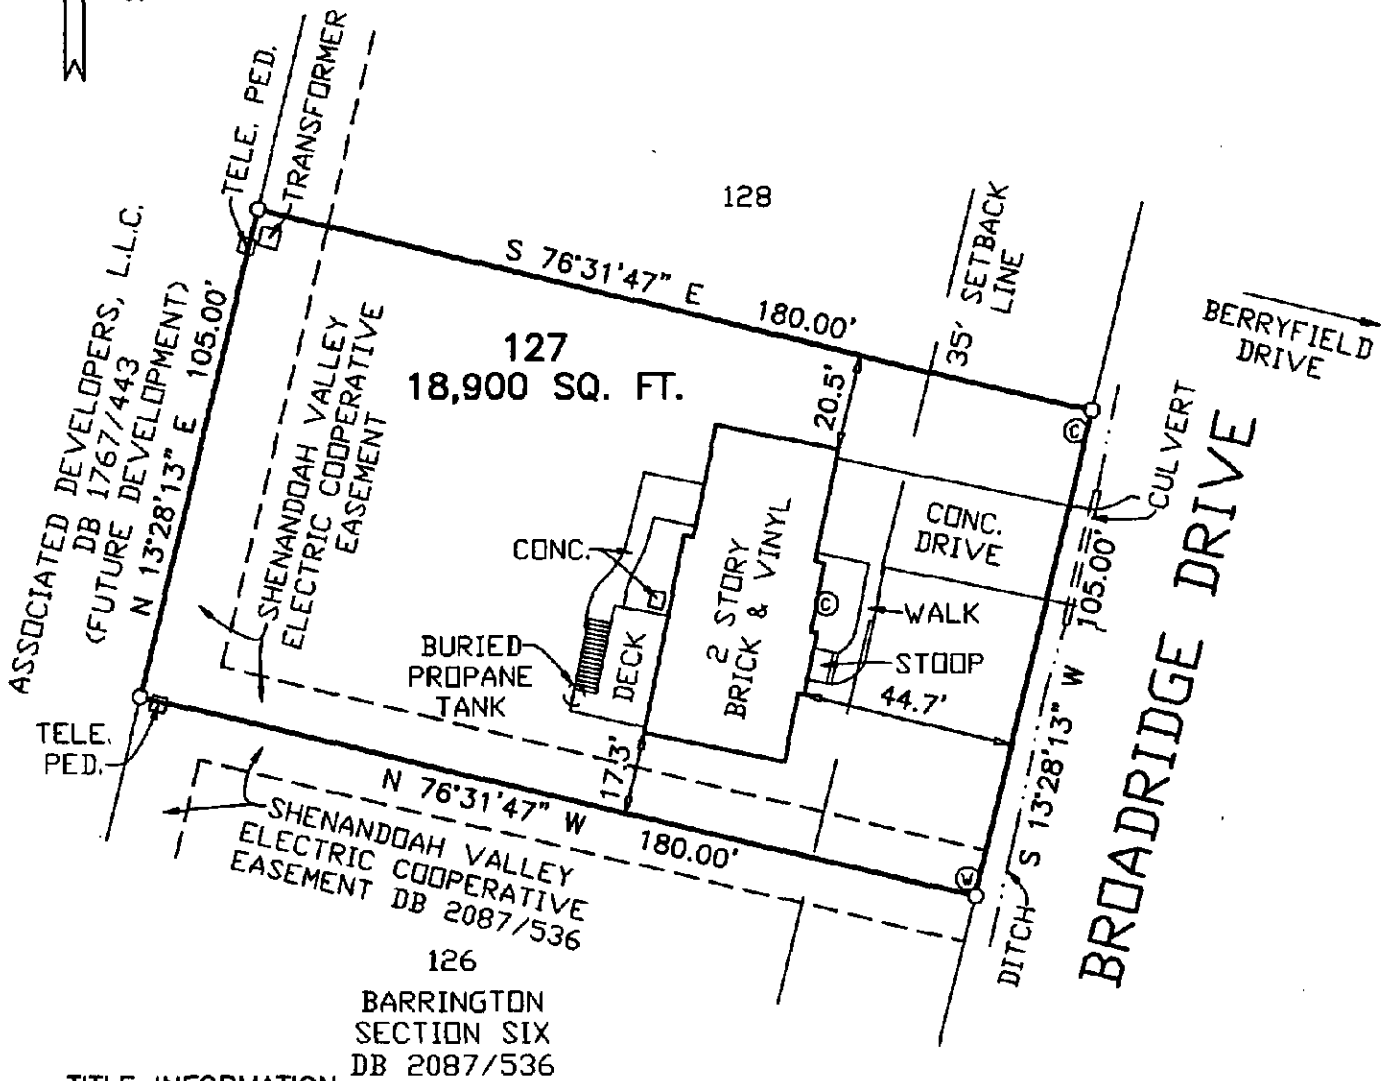 TELE. PED.
TRANSFORMER
128
S 76°31'47" E 180.00'
35' SETBACK
LINE
BERRYFIELD
DRIVE
ASSOCIATED DEVELOPERS, L.L.C.
DB 1767/443
(FUTURE DEVELOPMENT)
N 13°28'13" E 105.00'
SHENANDOAH VALLEY
ELECTRIC COOPERATIVE
EASEMENT
127
18,900 SQ. FT.
20.5'
C
CULVERT
CONC.
DRIVE
CONC.
2 STORY
BRICK & VINYL
C
WALK
STOOP
44.7'
BURIED
PROPANE
TANK
DECK
17.3'
TELE.
PED.
N 76°31'47" W 180.00'
SHENANDOAH VALLEY
ELECTRIC COOPERATIVE
EASEMENT DB 2087/536
W
DITCH
S 13°28'13" W 105.00'
BROADRIDGE DRIVE
126
BARRINGTON
SECTION SIX
DB 2087/536
TITLE INFORMATION